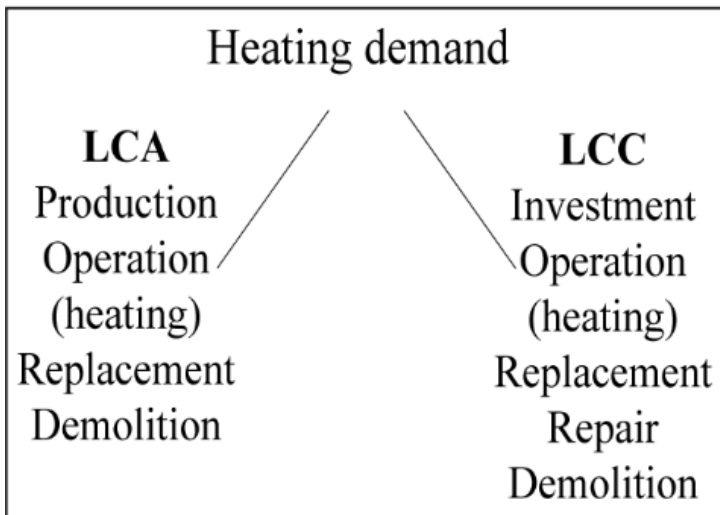 Heating demand
LCA
Production
Operation
(heating)
Replacement
Demolition
LCC
Investment
Operation
(heating)
Replacement
Repair
Demolition